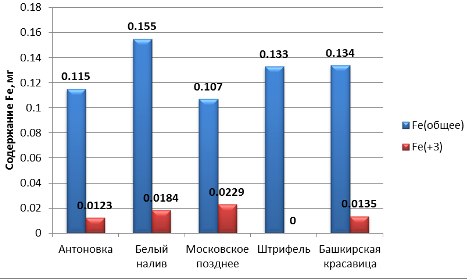 0.18
0.16
0.14
0.12
0.1
0.08
0.06
0.04
0.02
0
Содержание Fe,мг
0.115
0.0123
0.155
0.0184
0.107
0.0229
0.133
0
0.134
0.0135
Антоновка
Белый
налив
Московское
позднее
Штрифель
Башкирская
красавица
Fe(общее)
Fe(+3)